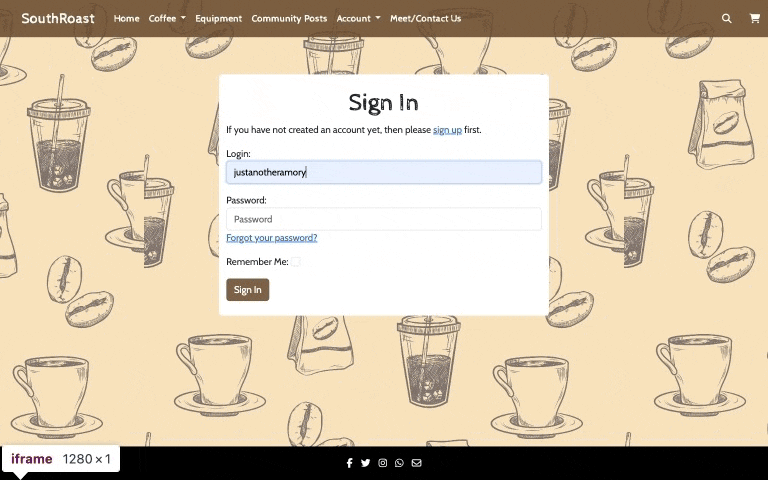 SouthRoast Home Coffee Equipment Community Posts Account Meet/Contact Us
Sign In
If you have not created an account yet, then please sign up first.
Login:
justanotheramory
Password:
Password
Forgot your password?
Remember Me:
Sign In
iframe 1280×1